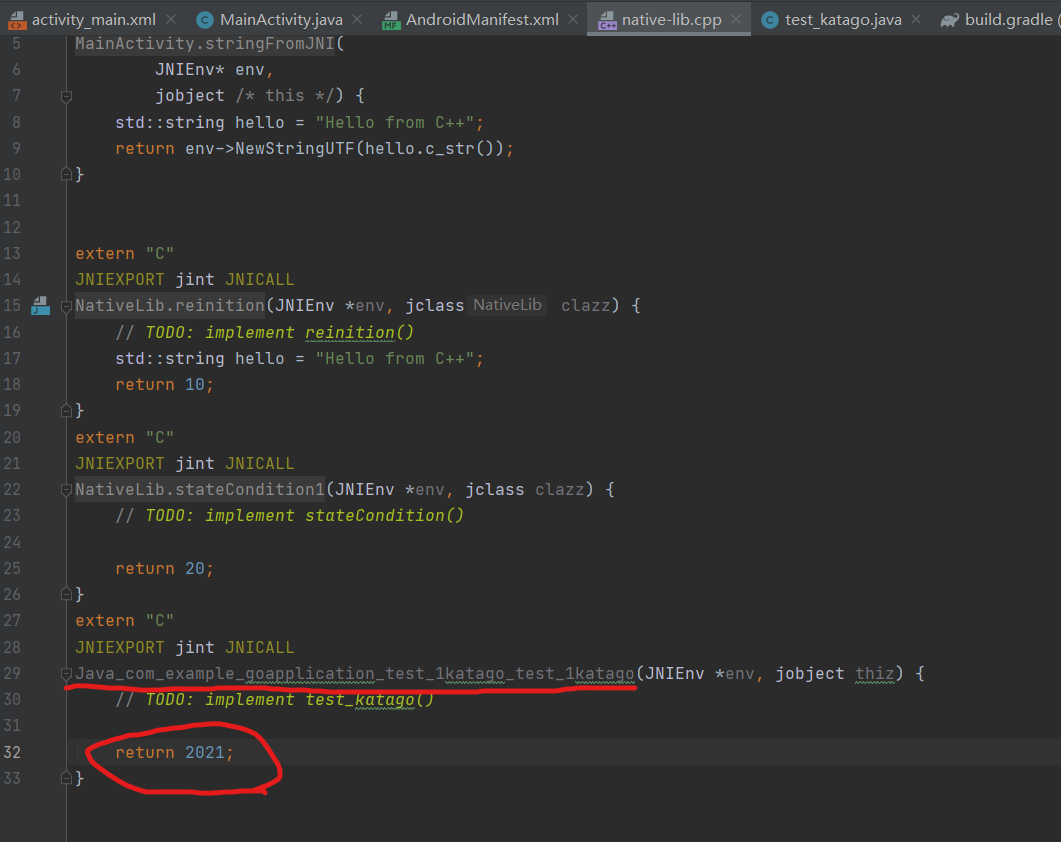 activity_main.xml MainActivity.java AndroidManifest.xml native-lib.cpp test_katago.java build.gradle (
5 MainActivity.stringFromJNI(
6 JNIEnv* env,
7 jobject /* this */) {
8 std::string hello = "Hello from C++";
9 return env->NewStringUTF(hello.c_str());
10 }
11
12
13 extern "C"
14 JNIEXPORT jint JNICALL
15 NativeLib.reinition(JNIEnv *env, jclass NativeLib clazz) {
16 // TODO: implement reinition()
17 std::string hello = "Hello from C++";
18 return 10;
19 }
20 extern "C"
21 JNIEXPORT jint JNICALL
22 NativeLib.stateCondition1(JNIEnv *env, jclass clazz) {
23 // TODO: implement stateCondition()
24
25 return 20;
26 }
27 extern "C"
28 JNIEXPORT jint JNICALL
29 Java_com_example_goapplication_test_1katago_test_1katago(JNIEnv *env, jobject thiz) {
30 // TODO: implement test_katago()
31
32 return 2021;
33 }